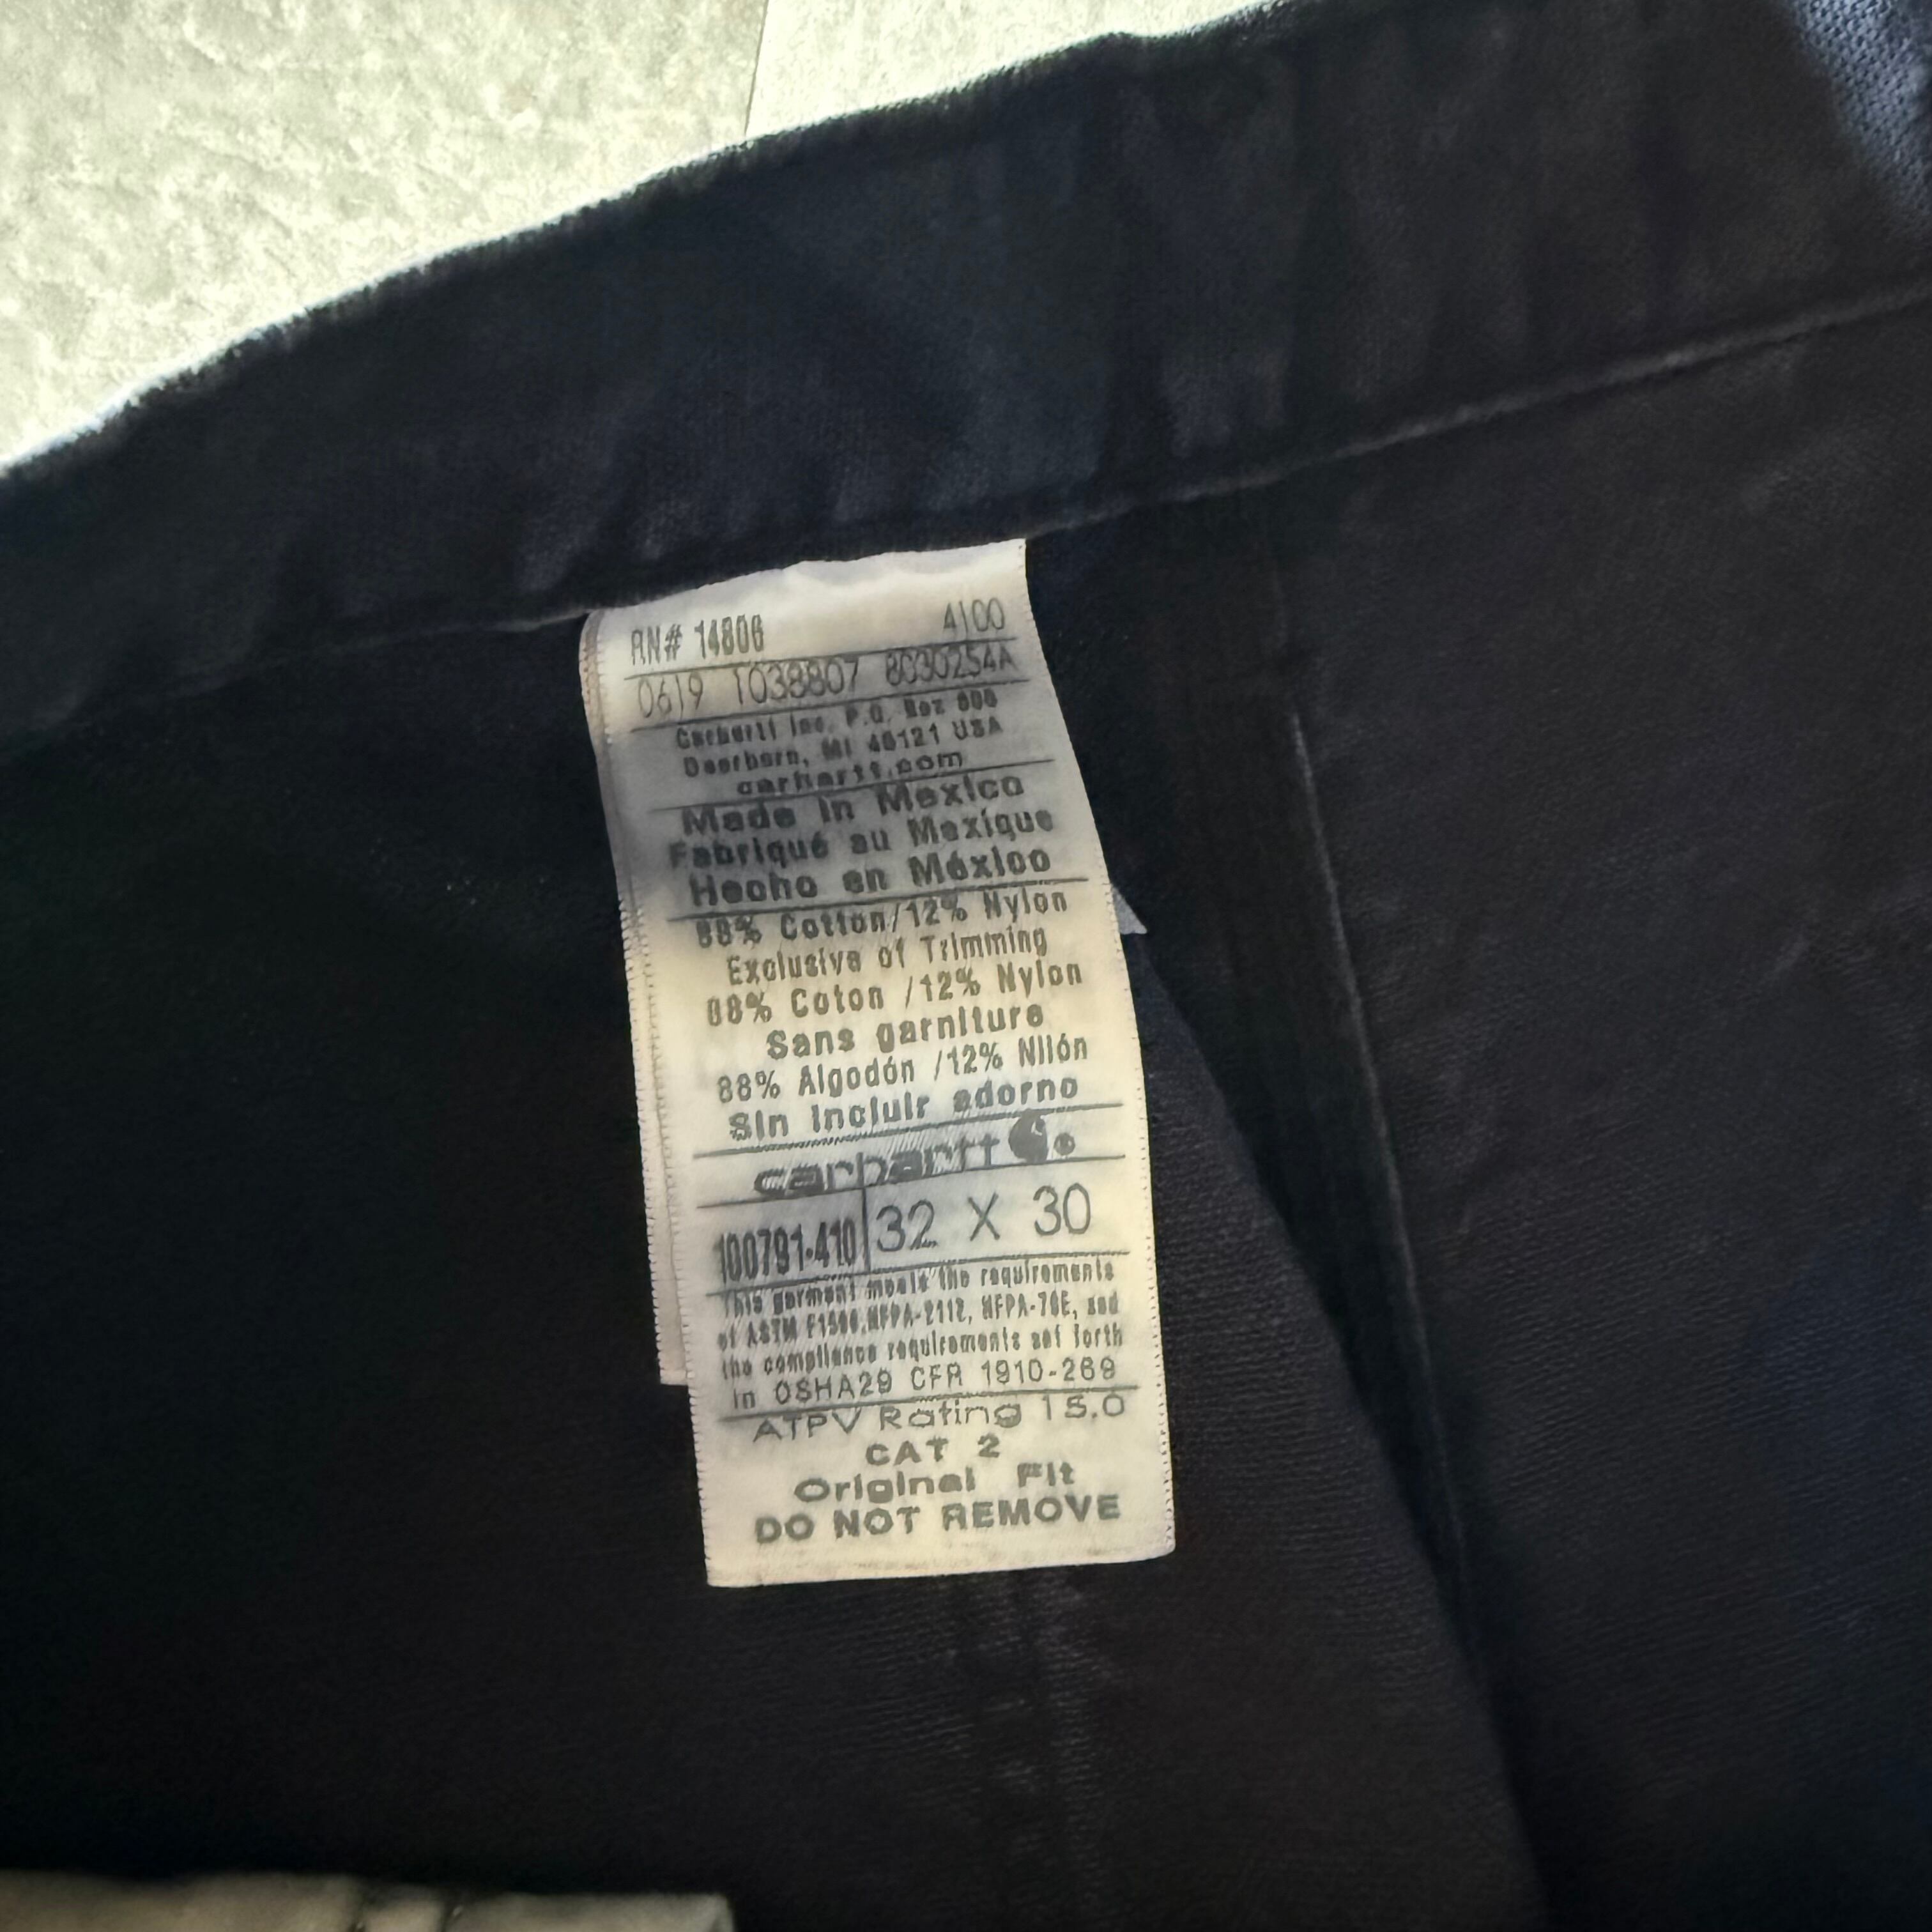 RN# 14806 4100
0619 1038807 8030254A
Carhartt Inc. P.O. Box 600
Dearborn, MI 48121 USA
carhartt.com
Made in Mexico
Fabriqué au Mexique
Hecho en México
88% Cotton/12% Nylon
Exclusive of Trimming
88% Coton /12% Nylon
Sans garniture
88% Algodón /12% Nilón
Sin incluir adorno
carhartt ®
100791-410 32 X 30
This garment meets the requirements
of ASTM F1506, NFPA-2112, NFPA-70E, and
the compliance requirements set forth
in OSHA29 CFR 1910-269
ATPV Rating 15.0
CAT 2
Original Fit
DO NOT REMOVE